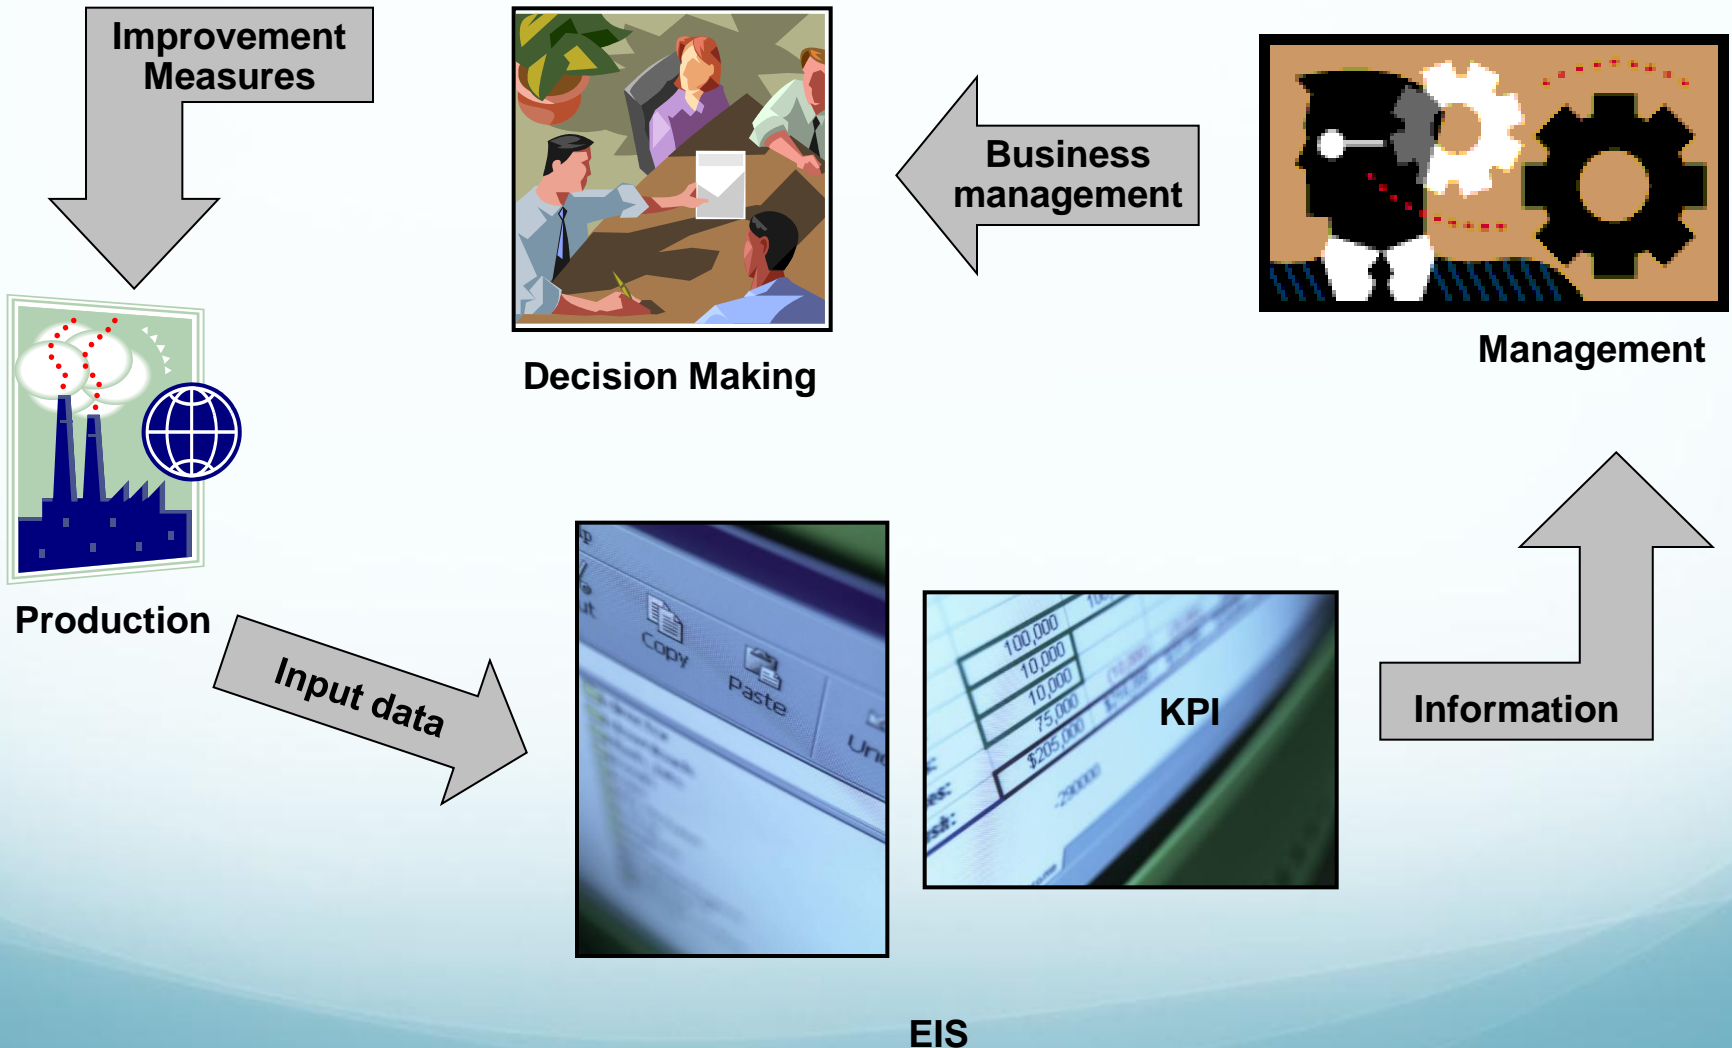 Improvement
Measures
Business
management
Management
Decision Making
Production
Input data
Copy
Paste
100,000
10,000
10,000
75,000
$205,000
-290000
KPI
Information
EIS